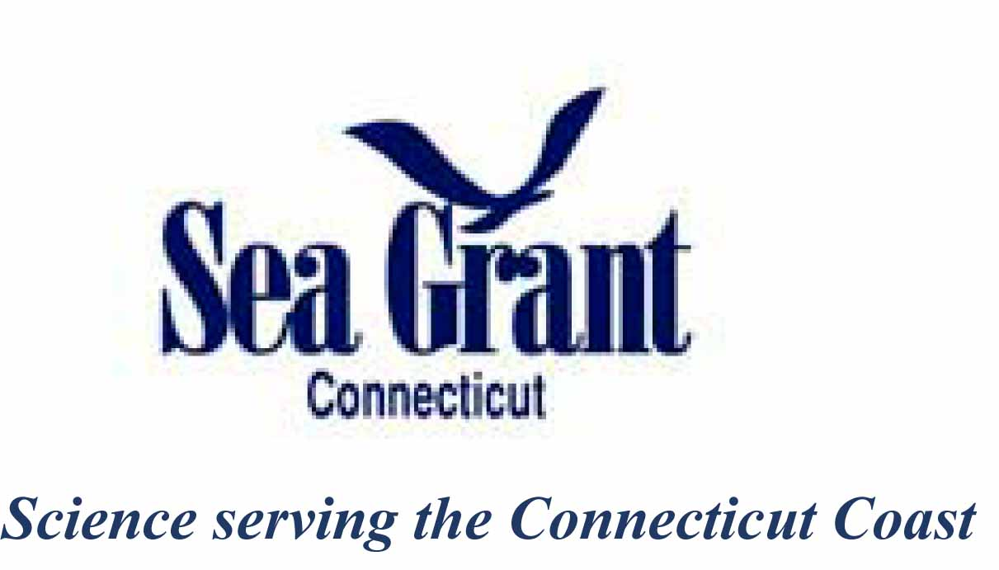 Sea Grant
Connecticut
Science serving the Connecticut Coast